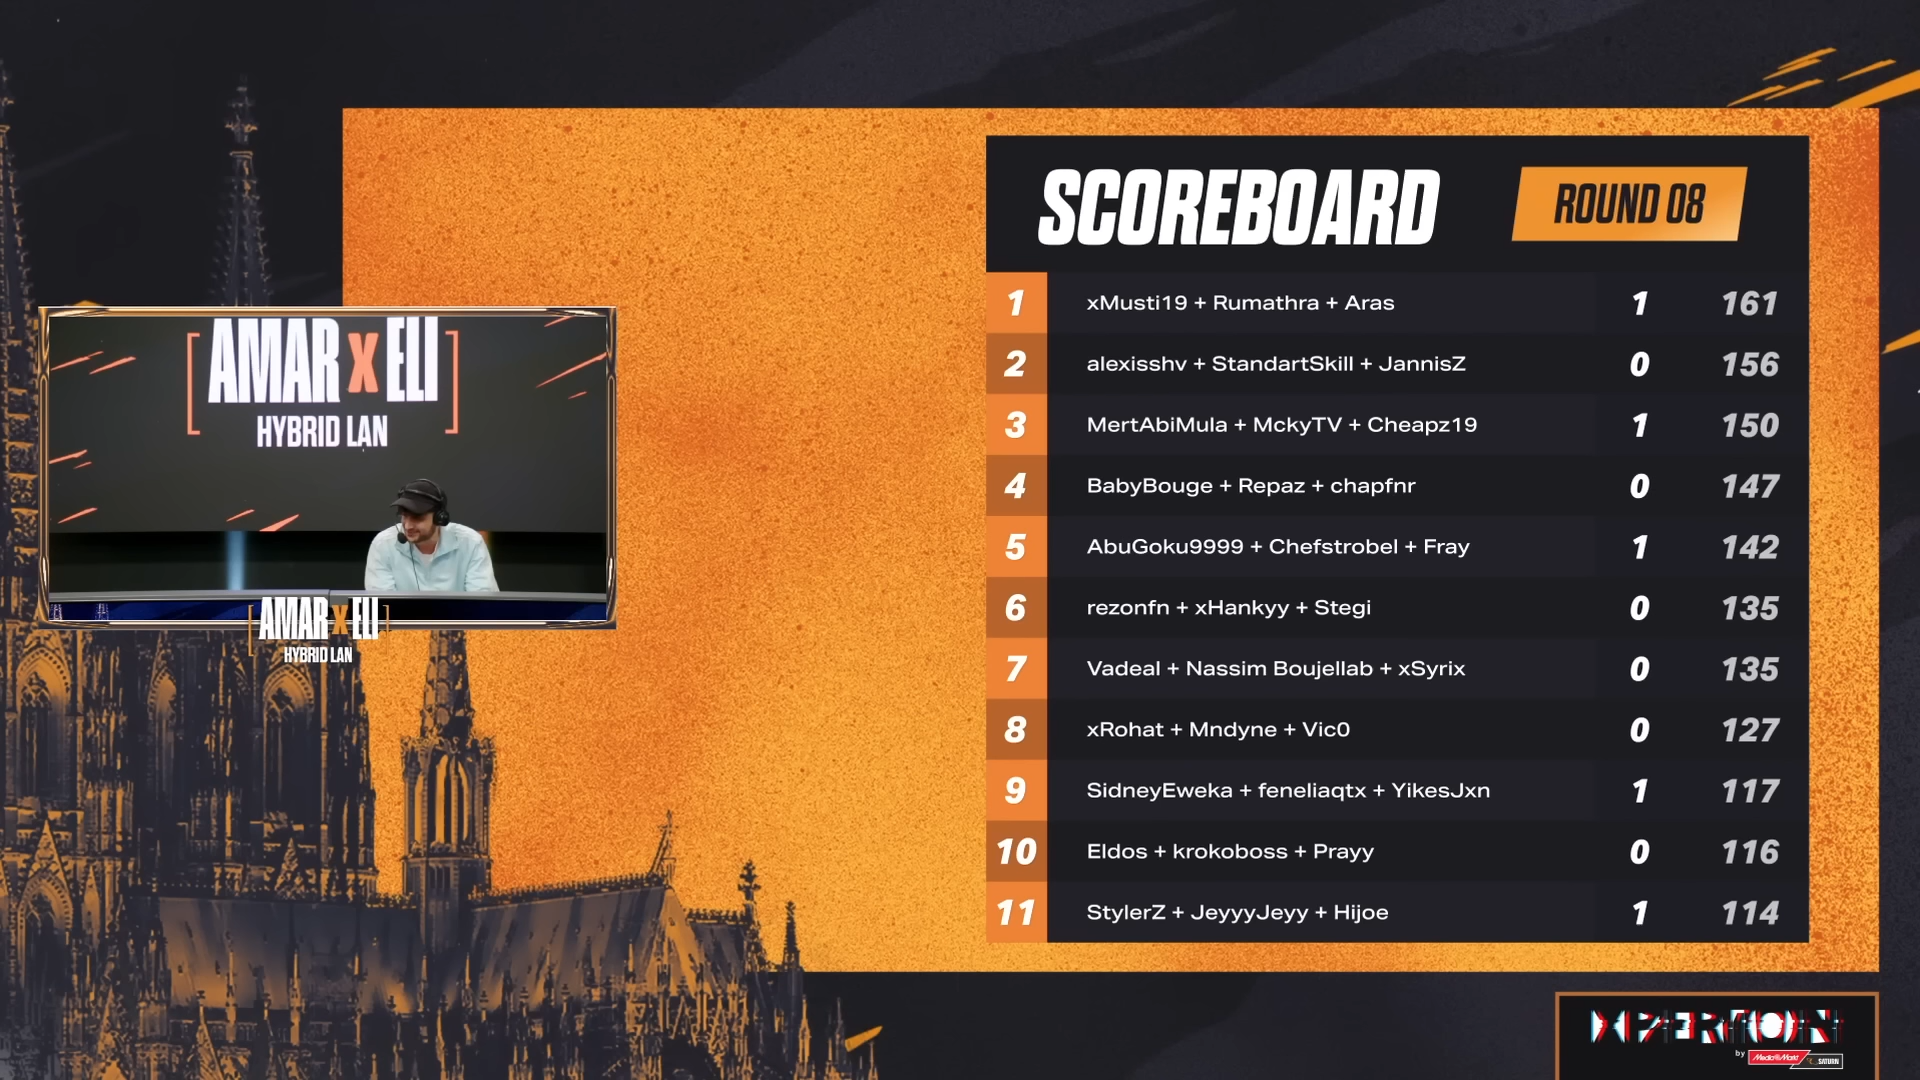 SCOREBOARD
ROUND 08
1 xMusti19 + Rumathra + Aras 1 161
2 alexisshv + StandartSkill + JannisZ 0 156
3 MertAbiMula + MckyTV + Cheapz19 1 150
4 BabyBouge + Repaz + chapfnr 0 147
5 AbuGoku9999 + Chefstrobel + Fray 1 142
6 rezonfn + xHankyy + Stegi 0 135
7 Vadeal + Nassim Boujellab + xSyrix 0 135
8 xRohat + Mndyne + Vic0 0 127
9 SidneyEweka + feneliaqtx + YikesJxn 1 117
10 Eldos + krokoboss + Prayy 0 116
11 StylerZ + JeyyyJeyy + Hijoe 1 114
[AMAR X ELI]
HYBRID LAN
[AMAR X ELI]
HYBRID LAN
XPERION
by MediaMarkt SATURN